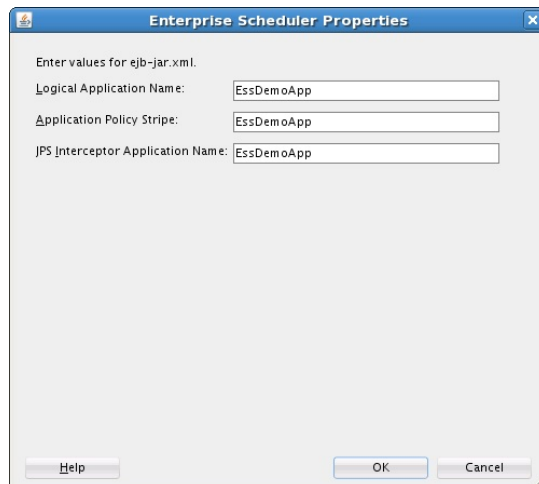 Enterprise Scheduler Properties
Enter values for ejb-jar.xml.
Logical Application Name: EssDemoApp
Application Policy Stripe: EssDemoApp
JPS Interceptor Application Name: EssDemoApp
Help OK Cancel